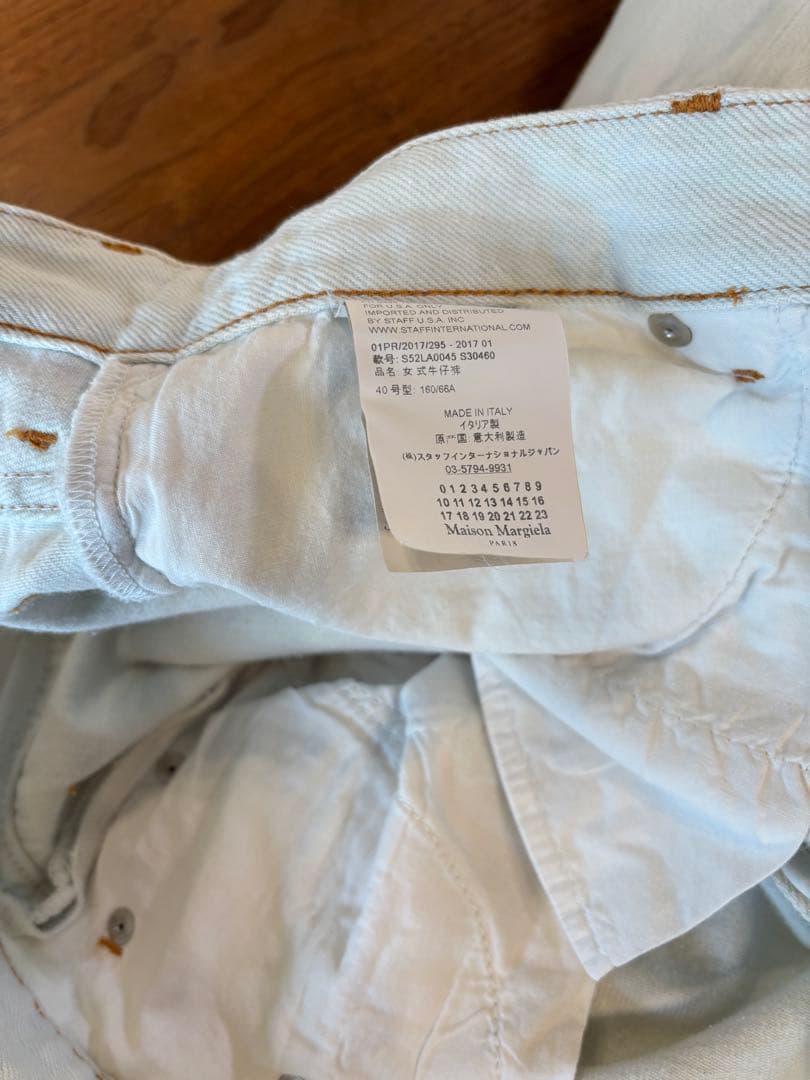 FOR U.S.A. ONLY
IMPORTED AND DISTRIBUTED
BY STAFF U.S.A. INC
WWW.STAFFINTERNATIONAL.COM
01PR/2017/295 - 2017 01
款号: S52LA0045 S30460
品名: 女式牛仔裤
40 号型: 160/66A
MADE IN ITALY
イタリア製
原产国: 意大利製造
(株)スタッフインターナショナルジャパン
03-5794-9931
0 1 2 3 4 5 6 7 8 9
10 11 12 13 14 15 16
17 18 19 20 21 22 23
Maison Margiela
PARIS